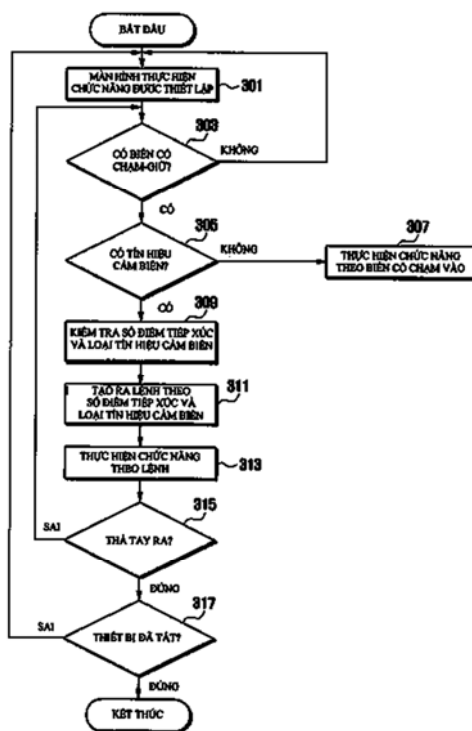 BẮT ĐẦU
MÀN HÌNH THỰC HIỆN
CHỨC NĂNG ĐƯỢC THIẾT LẬP
301
303
CÓ BIẾN CÓ
CHẠM-GIỮ?
KHÔNG
CÓ
305
CÓ TÍN HIỆU
CẢM BIẾN?
KHÔNG
307
THỰC HIỆN CHỨC NĂNG
THEO BIẾN CÓ CHẠM VÀO
CÓ
309
KIỂM TRA SỐ ĐIỂM TIẾP XÚC
VÀ LOẠI TÍN HIỆU CẢM BIẾN
TẠO RA LỆNH THEO
SỐ ĐIỂM TIẾP XÚC VÀ
LOẠI TÍN HIỆU CẢM BIẾN
311
THỰC HIỆN CHỨC NĂNG
THEO LỆNH
313
315
SAI
THẢ TAY RA?
ĐÚNG
317
SAI
THIẾT BỊ ĐÃ TẮT?
ĐÚNG
KẾT THÚC